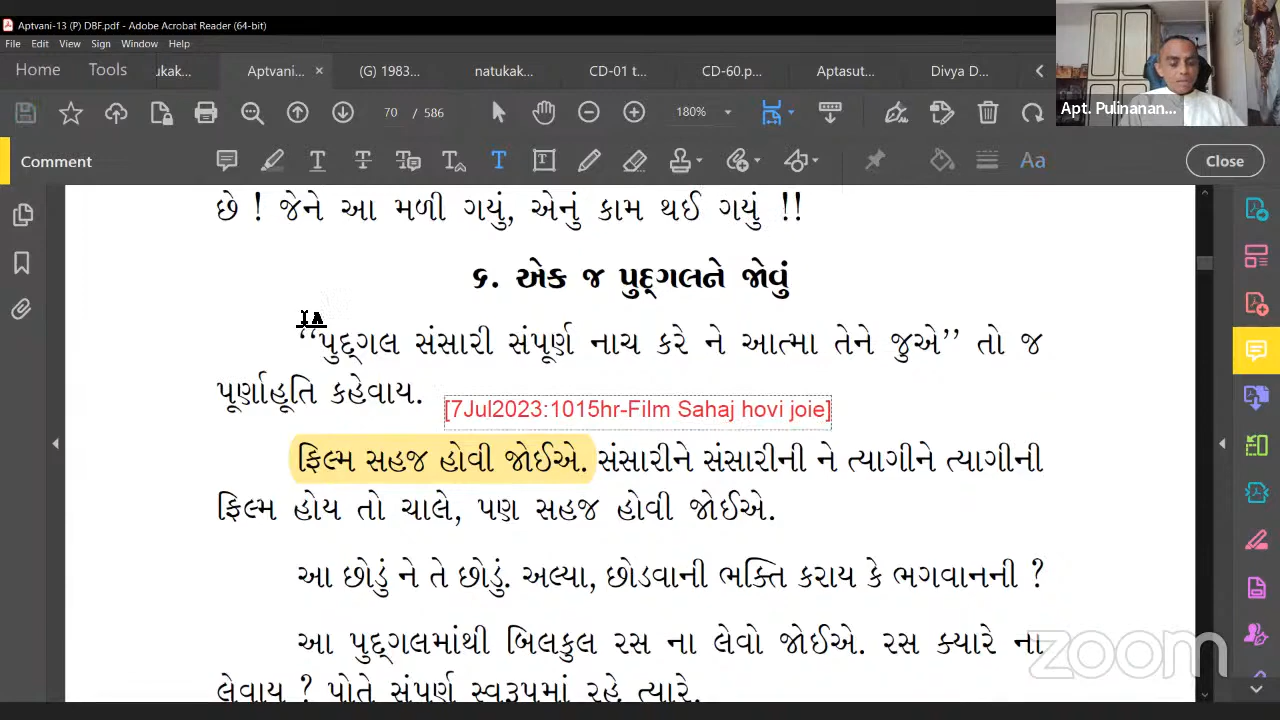 Aptvani-13 (P) DBF.pdf - Adobe Acrobat Reader (64-bit)
File Edit View Sign Window Help
Home Tools ukak... Aptvani... × (G) 1983... natukak... CD-01 t... CD-60.p... Aptasut... Divya D...
70 / 586 180%
Apt. Pulinanan...
Comment Aa Close
છે ! જેને આ મળી ગયું, એનું કામ થઈ ગયું !!
૬. એક જ પુદ્ગલને જોવું
“પુદ્ગલ સંસારી સંપૂર્ણ નાચ કરે ને આત્મા તેને જુએ” તો જ
પૂર્ણાહૂતિ કહેવાય.
[7Jul2023:1015hr-Film Sahaj hovi joie]
ફિલ્મ સહજ હોવી જોઈએ. સંસારીને સંસારીની ને ત્યાગીને ત્યાગીની
ફિલ્મ હોય તો ચાલે, પણ સહજ હોવી જોઈએ.
આ છોડું ને તે છોડું. અલ્યા, છોડવાની ભક્તિ કરાય કે ભગવાનની ?
આ પુદ્ગલમાંથી બિલકુલ રસ ના લેવો જોઈએ. રસ ક્યારે ના
લેવાય ? પોતે સંપૂર્ણ સ્વરૂપમાં રહે ત્યારે.
zoom